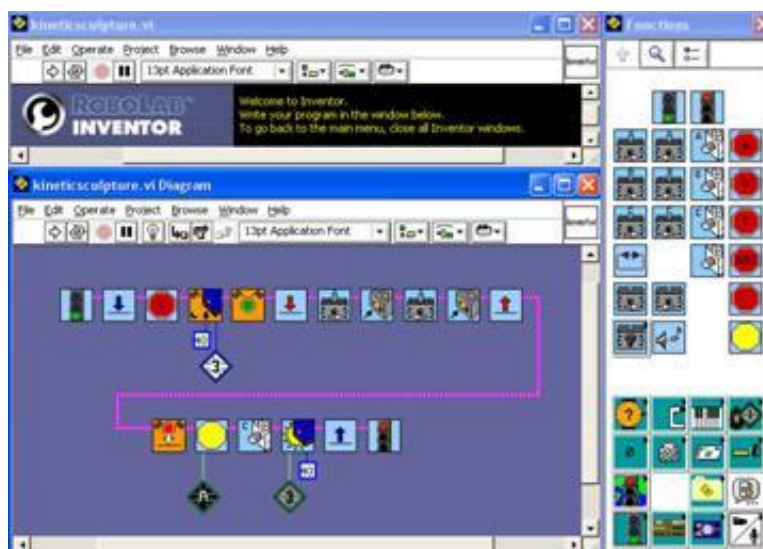 kineticsculpture.vi
File Edit Operate Project Browse Window Help
13pt Application Font
ROBOLAB
INVENTOR
Welcome to Inventor.
Write your program in the window below.
To go back to the main menu, close all Inventor windows.
kineticsculpture.vi Diagram
File Edit Operate Project Browse Window Help
13pt Application Font
3
A
3
Fonctions